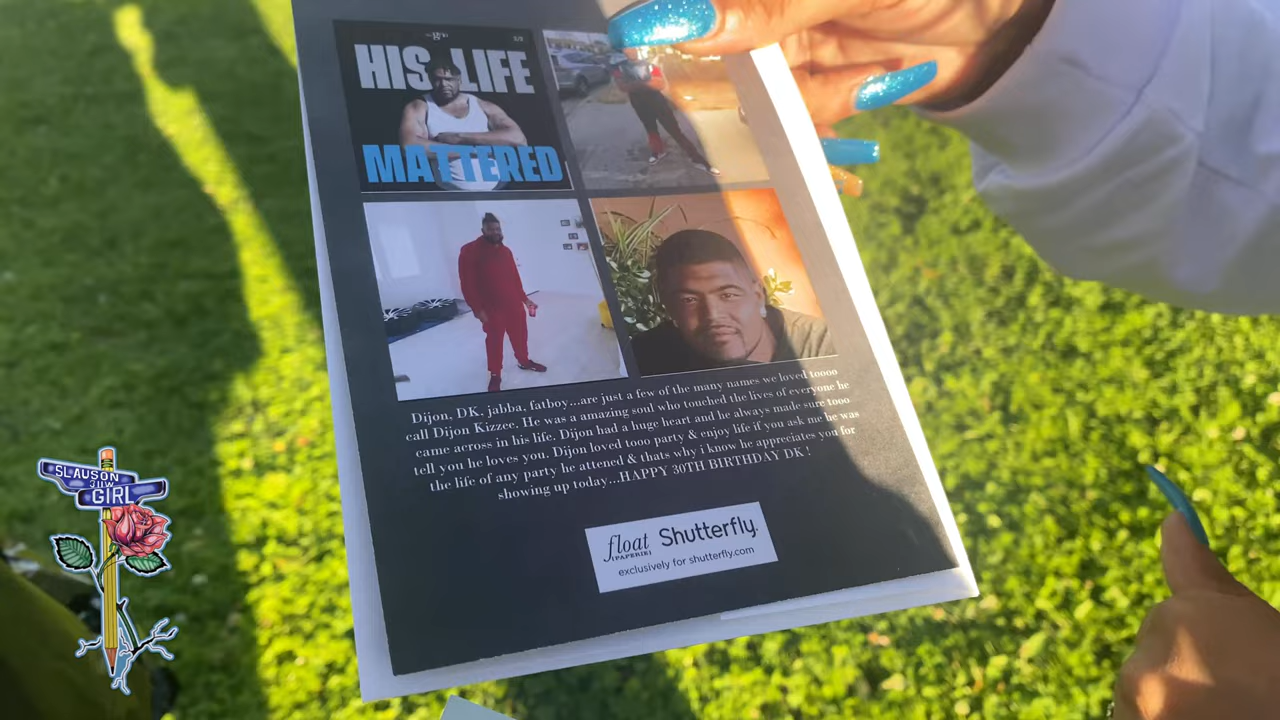 HIS LIFE
MATTERED
Dijon, DK, jabba, fatboy...are just a few of the many names we loved toooo
call Dijon Kizzee. He was a amazing soul who touched the lives of everyone he
came across in his life. Dijon had a huge heart and he always made sure tooo
tell you he loves you. Dijon loved tooo party & enjoy life if you ask me he was
the life of any party he attened & thats why i know he appreciates you for
showing up today...HAPPY 30TH BIRTHDAY DK !
float Shutterfly.
{PAPERIE}
exclusively for shutterfly.com
SLAUSON
GIRL